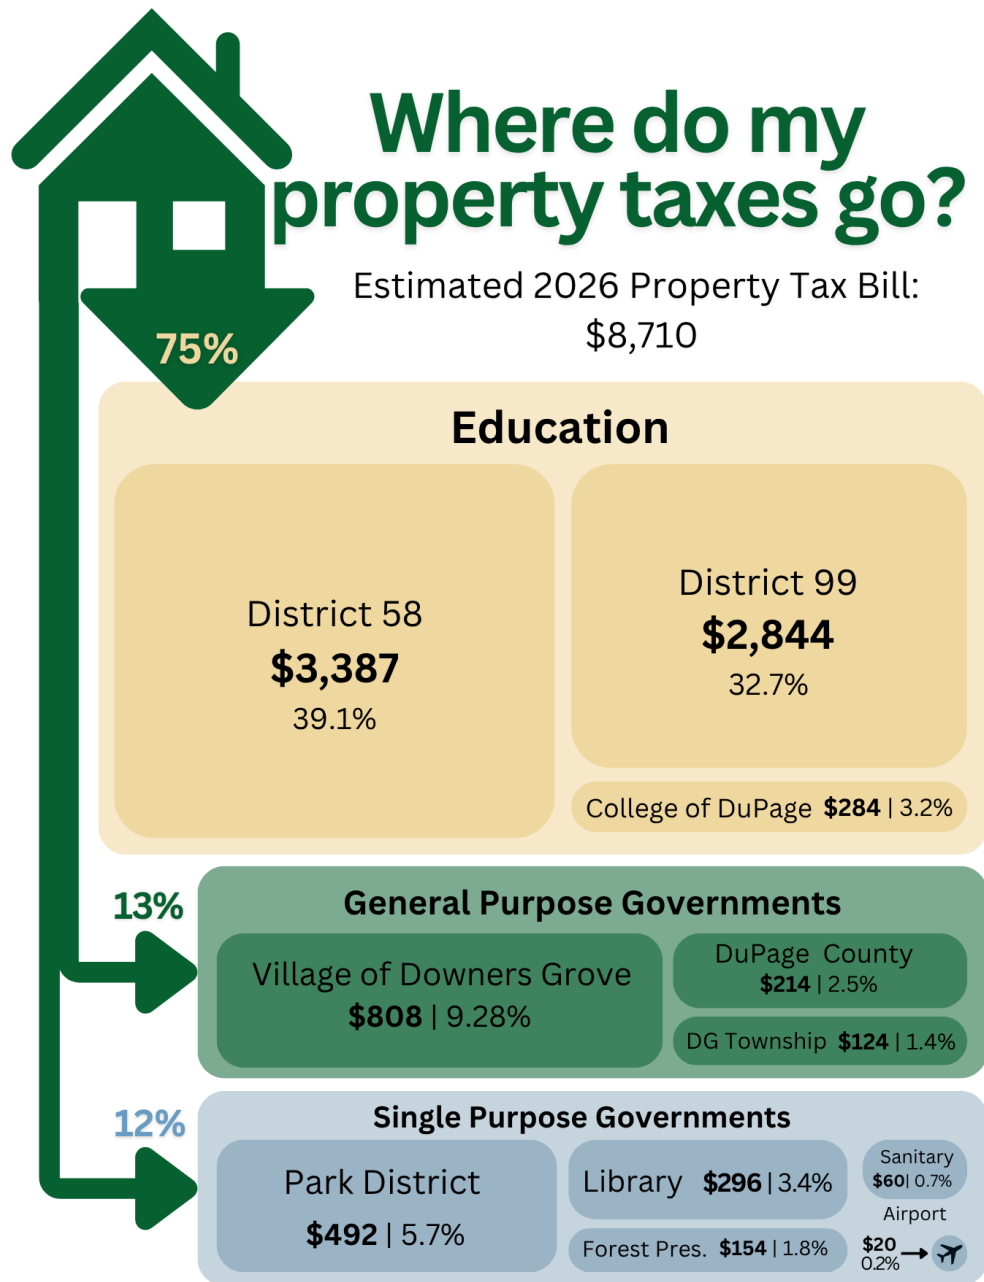 Where do my
property taxes go?
Estimated 2026 Property Tax Bill:
$8,710
75%
Education
District 58
$3,387
39.1%
District 99
$2,844
32.7%
College of DuPage $284 | 3.2%
13%
General Purpose Governments
Village of Downers Grove
$808 | 9.28%
DuPage County
$214 | 2.5%
DG Township $124 | 1.4%
12%
Single Purpose Governments
Park District
$492 | 5.7%
Library $296 | 3.4%
Forest Pres. $154 | 1.8%
Sanitary
$60| 0.7%
Airport
$20
0.2%